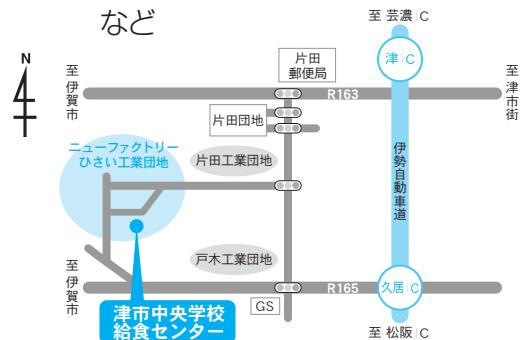 など
至 芸濃IC
N
片田
郵便局
津IC
至 伊賀市
R163
至 津市街
片田団地
ニューファクトリー
ひさい工業団地
片田工業団地
伊勢自動車道
戸木工業団地
至 伊賀市
R165
久居IC
GS
津市中央学校
給食センター
至 松阪IC